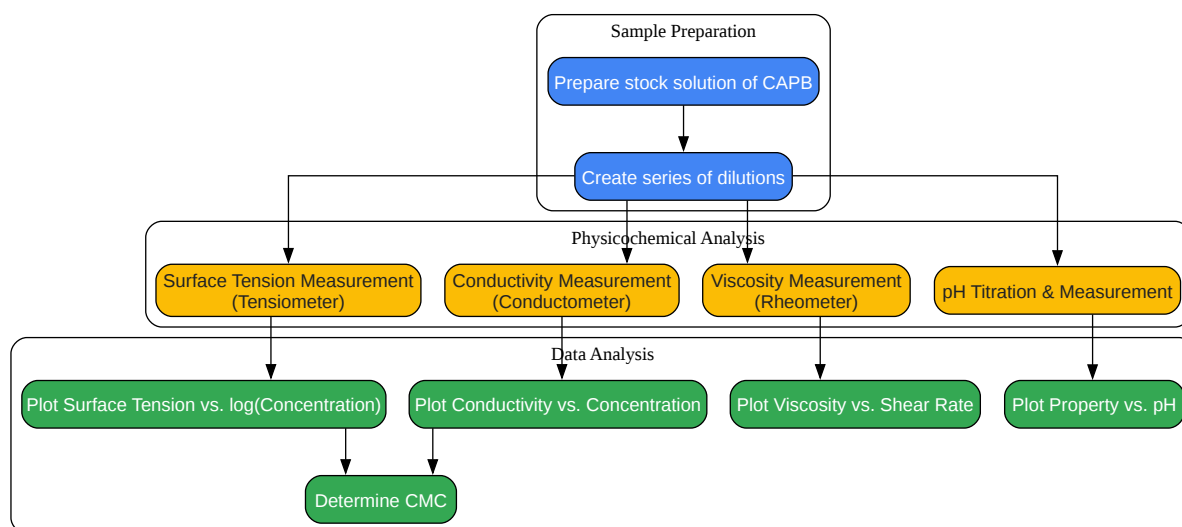 Sample Preparation
Prepare stock solution of CAPB
Create series of dilutions
Physicochemical Analysis
Surface Tension Measurement
(Tensiometer)
Conductivity Measurement
(Conductometer)
Viscosity Measurement
(Rheometer)
pH Titration & Measurement
Data Analysis
Plot Surface Tension vs. log(Concentration)
Plot Conductivity vs. Concentration
Plot Viscosity vs. Shear Rate
Plot Property vs. pH
Determine CMC